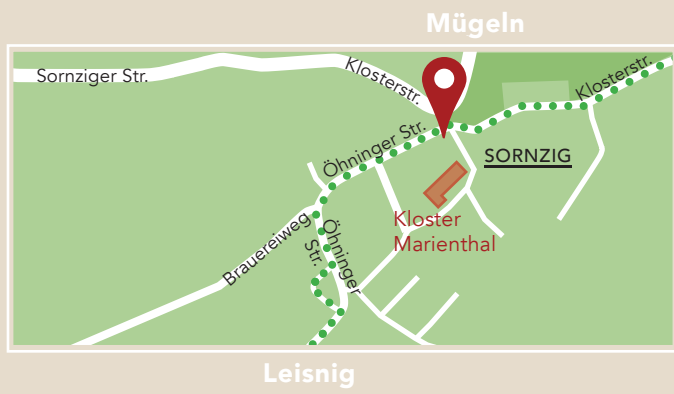 Mügeln
Sornziger Str.
Klosterstr.
Klosterstr.
Öhninger Str.
SORNZIG
Kloster
Marienthal
Brauereiweg
Öhninger
Str.
Leisnig